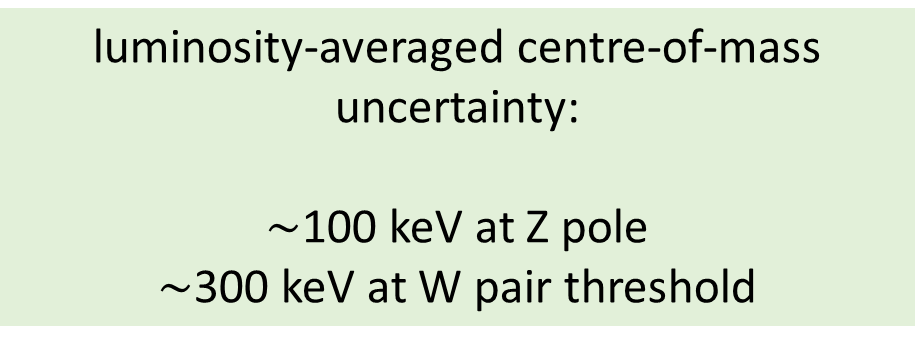 luminosity-averaged centre-of-mass
uncertainty:
~100 keV at Z pole
~300 keV at W pair threshold